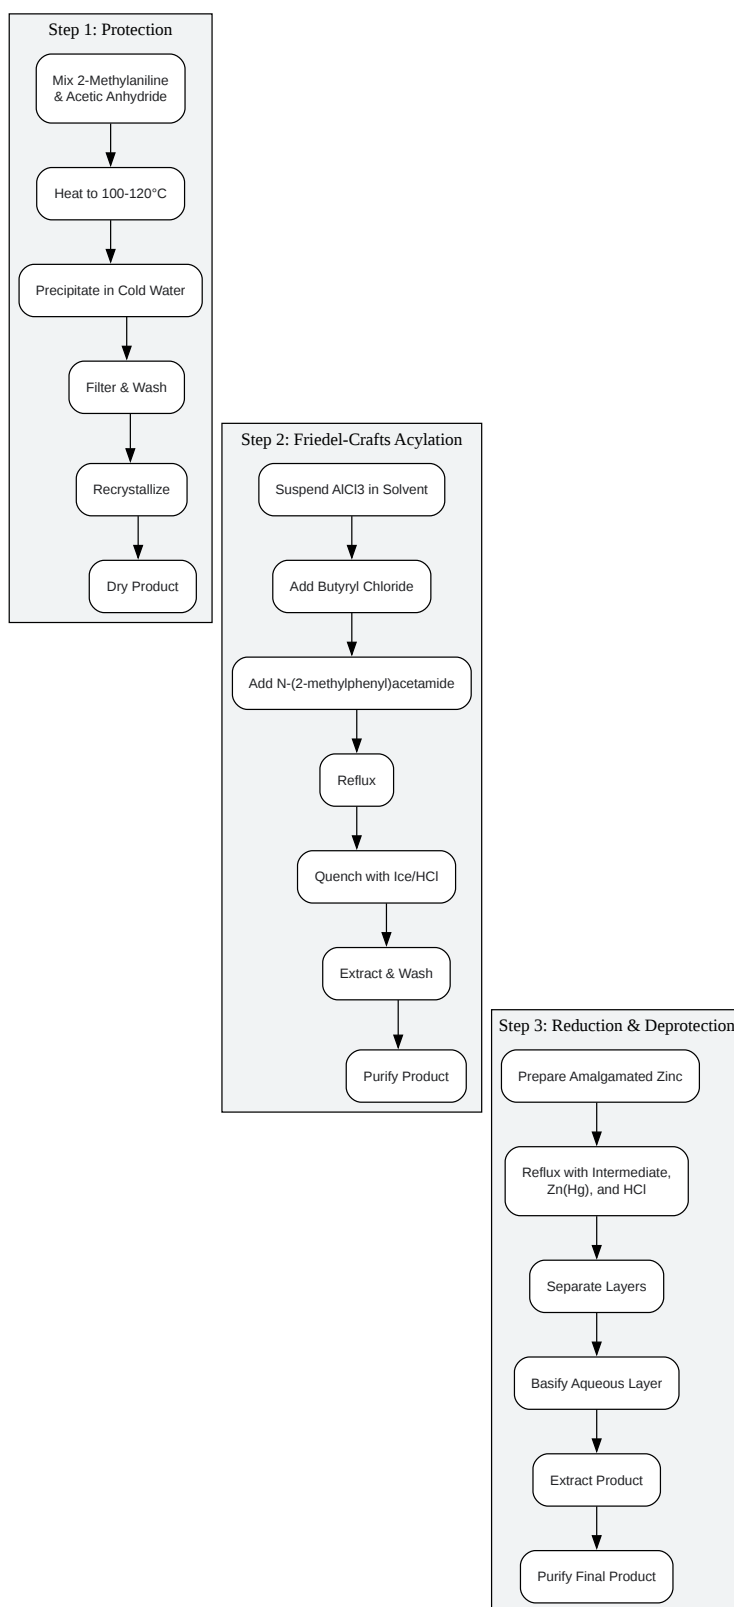 Step 1: Protection
Mix 2-Methylaniline
& Acetic Anhydride
Heat to 100-120°C
Precipitate in Cold Water
Filter & Wash
Recrystallize
Dry Product
Step 2: Friedel-Crafts Acylation
Suspend AlCl3 in Solvent
Add Butyryl Chloride
Add N-(2-methylphenyl)acetamide
Reflux
Quench with Ice/HCl
Extract & Wash
Purify Product
Step 3: Reduction & Deprotection
Prepare Amalgamated Zinc
Reflux with Intermediate,
Zn(Hg), and HCl
Separate Layers
Basify Aqueous Layer
Extract Product
Purify Final Product